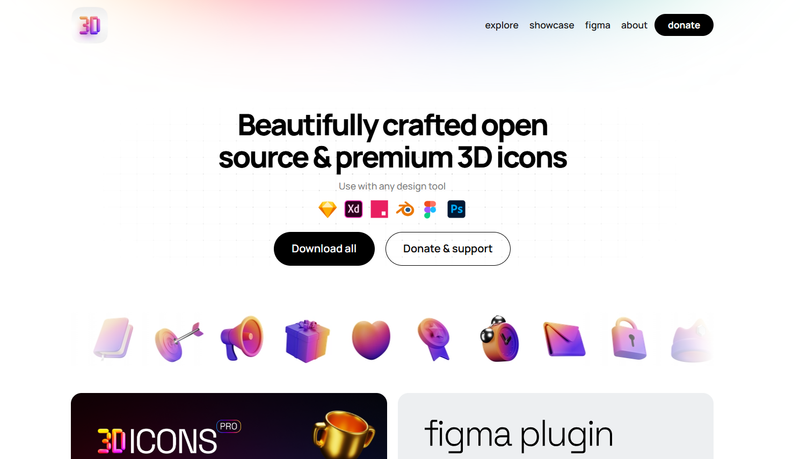 3D
explore showcase figma about donate
Beautifully crafted open
source & premium 3D icons
Use with any design tool
Xd
Ps
Download all
Donate & support
3D ICONS PRO
figma plugin